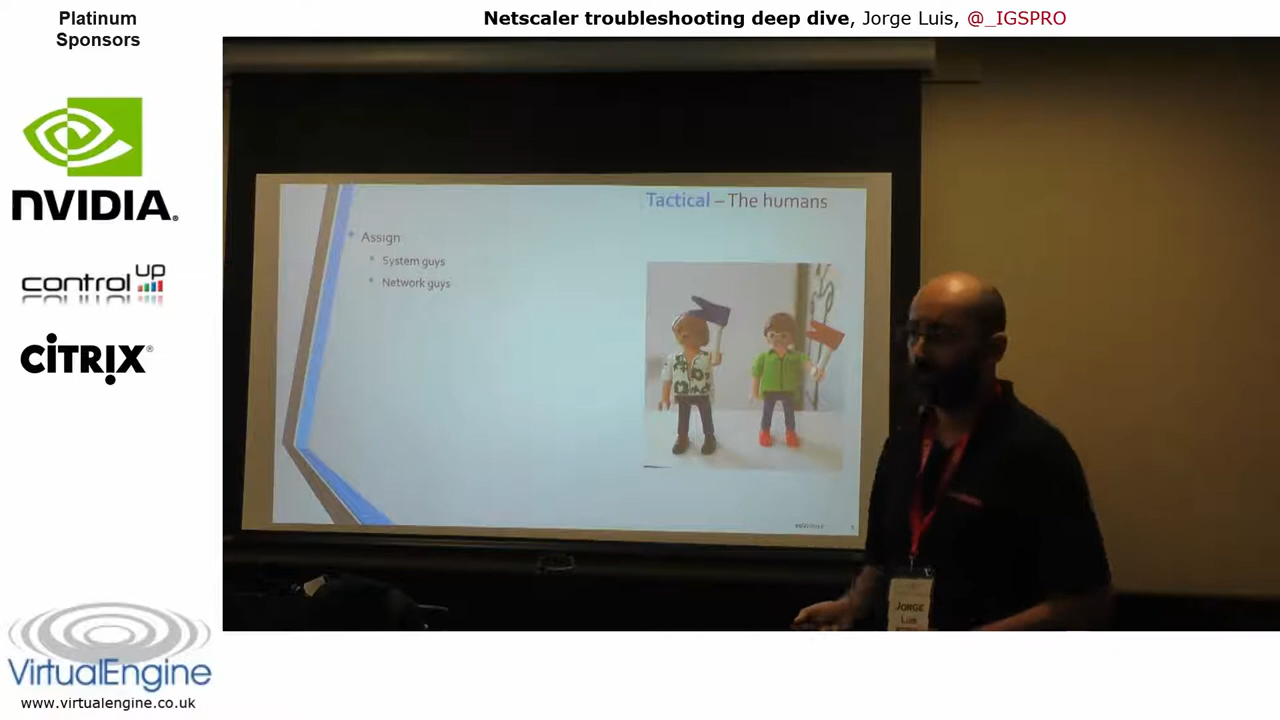 Platinum
Sponsors
Netscaler troubleshooting deep dive, Jorge Luis, @_IGSPRO
NVIDIA.
control UP
CITRIX®
Tactical – The humans
Assign
System guys
Network guys
JORGE
Luis
VirtualEngine
www.virtualengine.co.uk